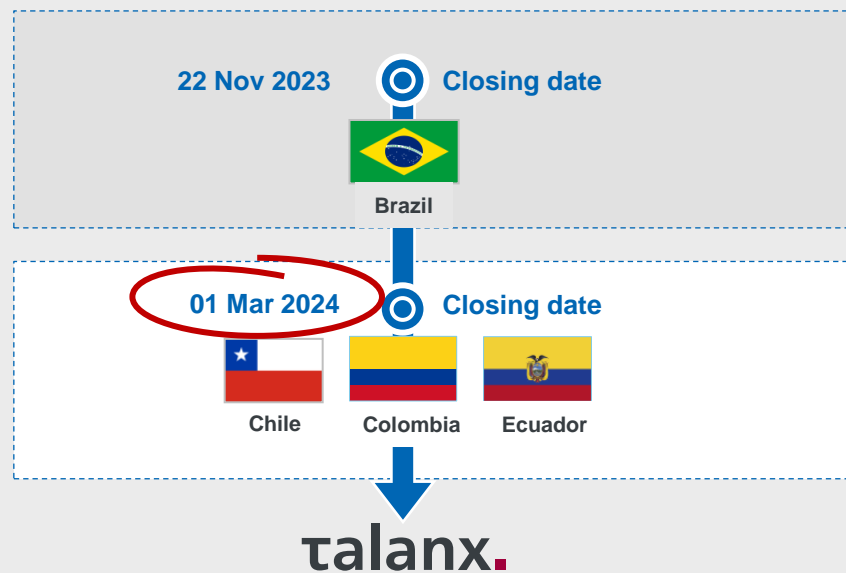 22 Nov 2023 Closing date
Brazil
01 Mar 2024 Closing date
Chile Colombia Ecuador
talanx.